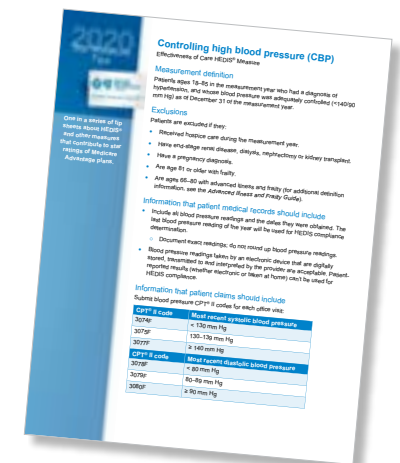 2020
Tips
One in a series of tip
sheets about HEDIS®
and other measures
that contribute to star
ratings of Medicare
Advantage plans.
Controlling high blood pressure (CBP)
Effectiveness of Care HEDIS® Measure
Measurement definition
Patients ages 18–85 in the measurement year who had a diagnosis of
hypertension, and whose blood pressure was adequately controlled (<140/90
mm Hg) as of December 31 of the measurement year.
Exclusions
Patients are excluded if they:
• Received hospice care during the measurement year.
• Have end-stage renal disease, dialysis, nephrectomy or kidney transplant.
• Have a pregnancy diagnosis.
• Are age 81 or older with frailty.
• Are ages 66–80 with advanced illness and frailty (for additional definition
information, see the Advanced Illness and Frailty Guide).
Information that patient medical records should include
• Include all blood pressure readings and the dates they were obtained. The
last blood pressure reading of the year will be used for HEDIS compliance
determination.
○ Document exact readings; do not round up blood pressure readings.
• Blood pressure readings taken by an electronic device that are digitally
stored, transmitted to and interpreted by the provider are acceptable. Patient-
reported results (whether electronic or taken at home) can't be used for
HEDIS compliance.
Information that patient claims should include
Submit blood pressure CPT® II codes for each office visit:
CPT® II code Most recent systolic blood pressure
3074F < 130 mm Hg
3075F 130–139 mm Hg
3077F ≥ 140 mm Hg
CPT® II code Most recent diastolic blood pressure
3078F < 80 mm Hg
3079F 80–89 mm Hg
3080F ≥ 90 mm Hg